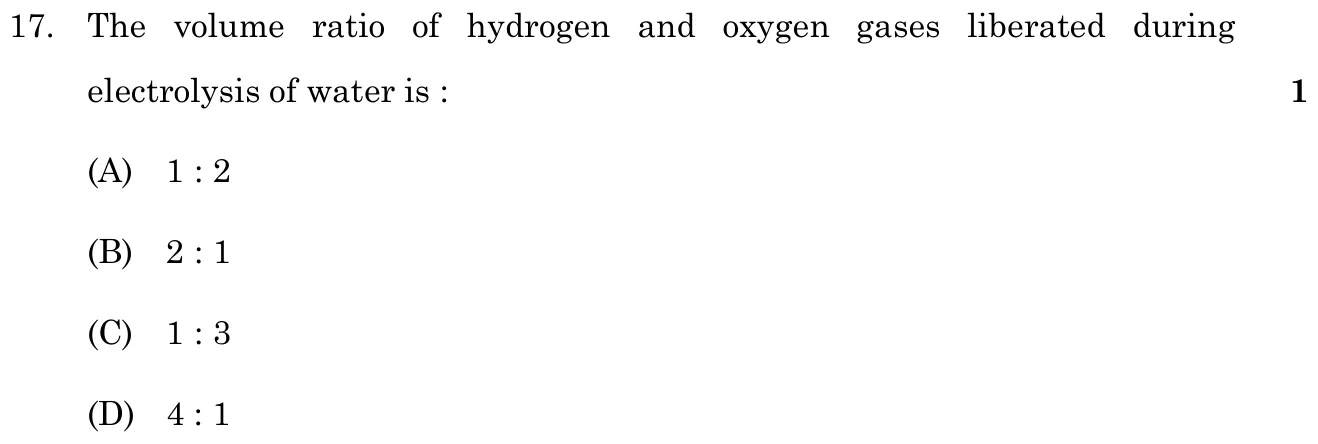 17. The volume ratio of hydrogen and oxygen gases liberated during
electrolysis of water is : 1
(A) 1 : 2
(B) 2 : 1
(C) 1 : 3
(D) 4 : 1